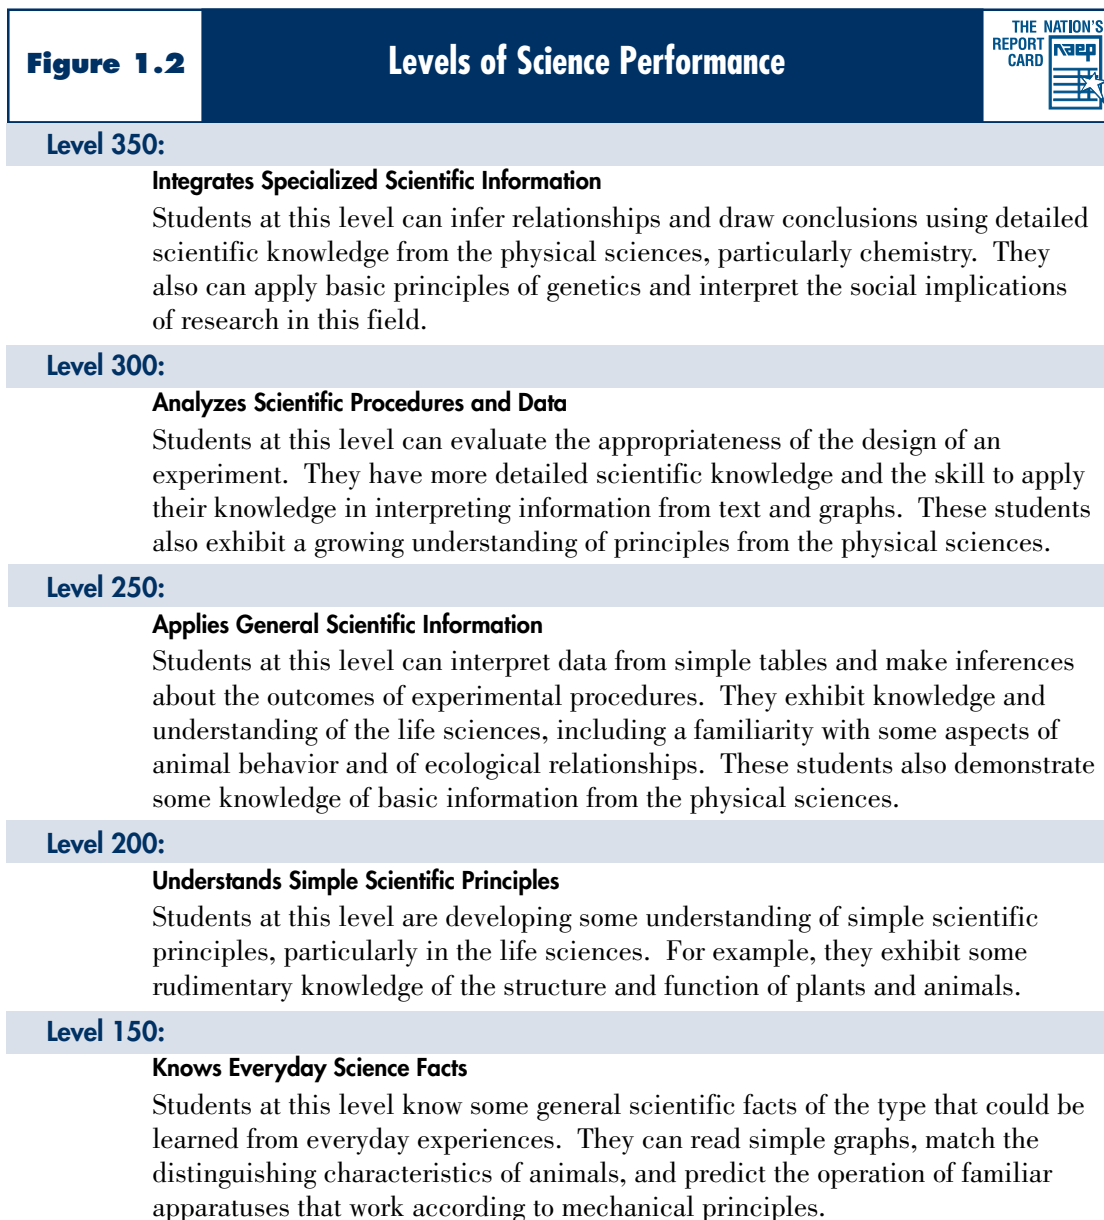 Figure 1.2
Levels of Science Performance
THE NATION'S
REPORT
CARD
naep
Level 350:
Integrates Specialized Scientific Information
Students at this level can infer relationships and draw conclusions using detailed
scientific knowledge from the physical sciences, particularly chemistry. They
also can apply basic principles of genetics and interpret the social implications
of research in this field.
Level 300:
Analyzes Scientific Procedures and Data
Students at this level can evaluate the appropriateness of the design of an
experiment. They have more detailed scientific knowledge and the skill to apply
their knowledge in interpreting information from text and graphs. These students
also exhibit a growing understanding of principles from the physical sciences.
Level 250:
Applies General Scientific Information
Students at this level can interpret data from simple tables and make inferences
about the outcomes of experimental procedures. They exhibit knowledge and
understanding of the life sciences, including a familiarity with some aspects of
animal behavior and of ecological relationships. These students also demonstrate
some knowledge of basic information from the physical sciences.
Level 200:
Understands Simple Scientific Principles
Students at this level are developing some understanding of simple scientific
principles, particularly in the life sciences. For example, they exhibit some
rudimentary knowledge of the structure and function of plants and animals.
Level 150:
Knows Everyday Science Facts
Students at this level know some general scientific facts of the type that could be
learned from everyday experiences. They can read simple graphs, match the
distinguishing characteristics of animals, and predict the operation of familiar
apparatuses that work according to mechanical principles.